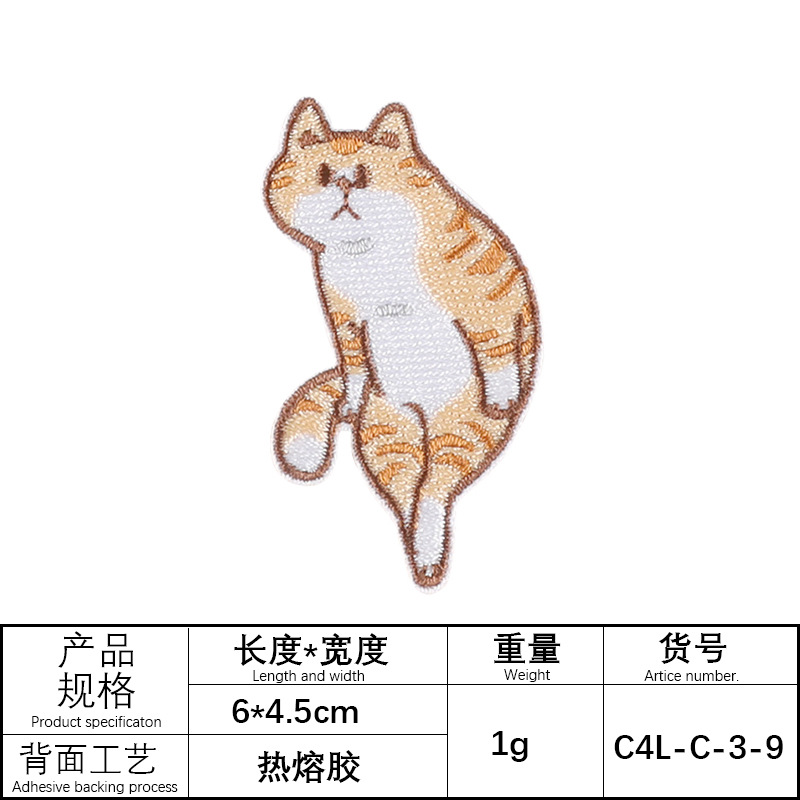 产品
规格
Product specificaton
长度*宽度
Length and width
重量
Weight
货号
Artice number.
6*4.5cm
1g
C4L-C-3-9
背面工艺
Adhesive backing process
热熔胶